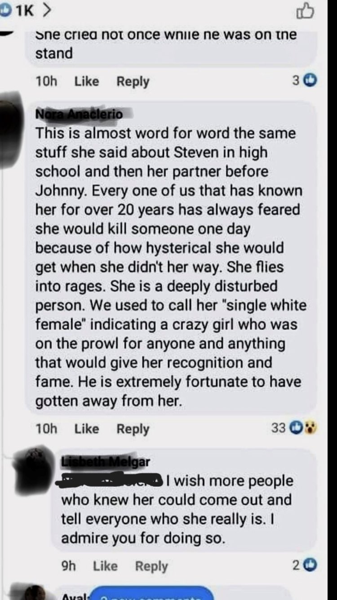 1K >
She cried not once while he was on the
stand
10h Like Reply 3
This is almost word for word the same
stuff she said about Steven in high
school and then her partner before
Johnny. Every one of us that has known
her for over 20 years has always feared
she would kill someone one day
because of how hysterical she would
get when she didn't her way. She flies
into rages. She is a deeply disturbed
person. We used to call her "single white
female" indicating a crazy girl who was
on the prowl for anyone and anything
that would give her recognition and
fame. He is extremely fortunate to have
gotten away from her.
10h Like Reply 33
I wish more people
who knew her could come out and
tell everyone who she really is. I
admire you for doing so.
9h Like Reply 2